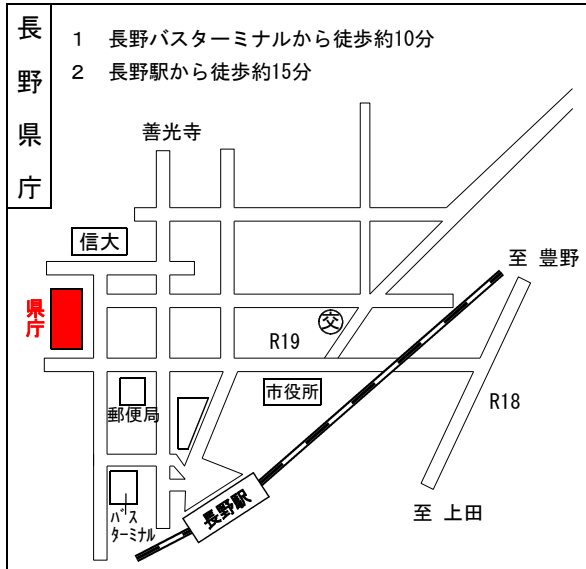 長野県庁
1 長野バスターミナルから徒歩約10分
2 長野駅から徒歩約15分
善光寺
信大
至 豊野
県庁
交
R19
市役所
郵便局
R18
長野駅
至 上田
バス
ターミナル